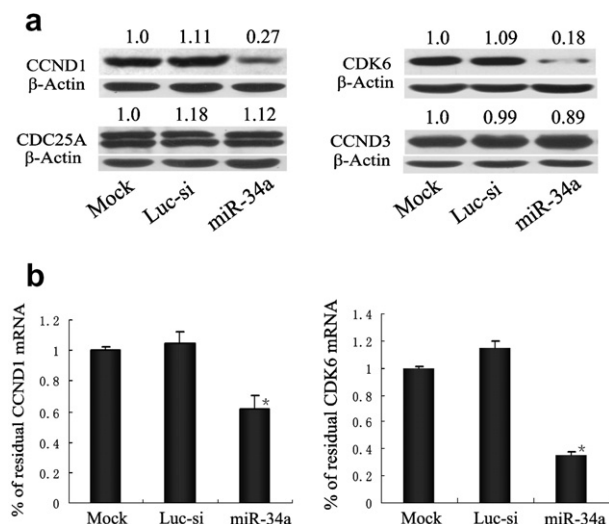 a
1.0 1.11 0.27
CCND1
β-Actin
1.0 1.18 1.12
CDC25A
β-Actin
Mock Luc-si miR-34a
1.0 1.09 0.18
CDK6
β-Actin
1.0 0.99 0.89
CCND3
β-Actin
Mock Luc-si miR-34a
b
% of residual CCND1 mRNA
1.2
1
0.8
0.6
0.4
0.2
0
*
Mock Luc-si miR-34a
% of residual CDK6 mRNA
1.4
1.2
1
0.8
0.6
0.4
0.2
0
*
Mock Luc-si miR-34a